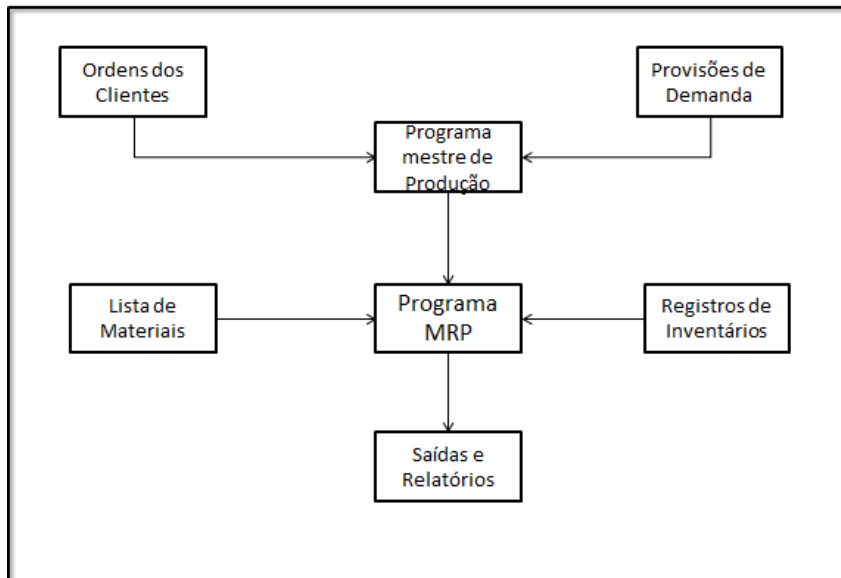 Ordens dos
Clientes
Provisões de
Demanda
Programa
mestre de
Produção
Lista de
Materiais
Programa
MRP
Registros de
Inventários
Saídas e
Relatórios